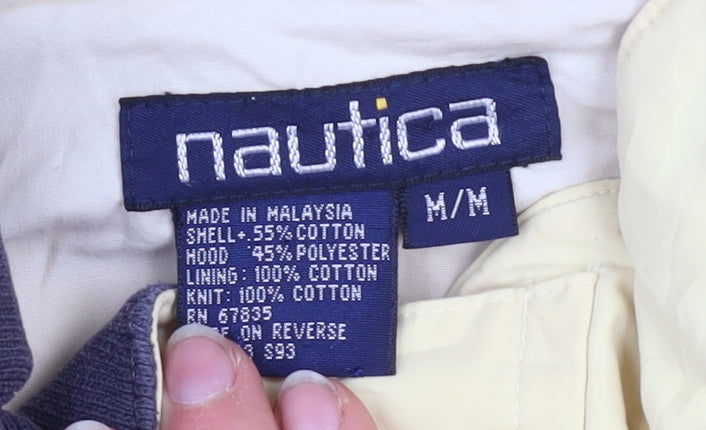 nautica
M/M
MADE IN MALAYSIA
SHELL+.55% COTTON
HOOD 45% POLYESTER
LINING: 100% COTTON
KNIT: 100% COTTON
RN 67835
ON REVERSE
S93